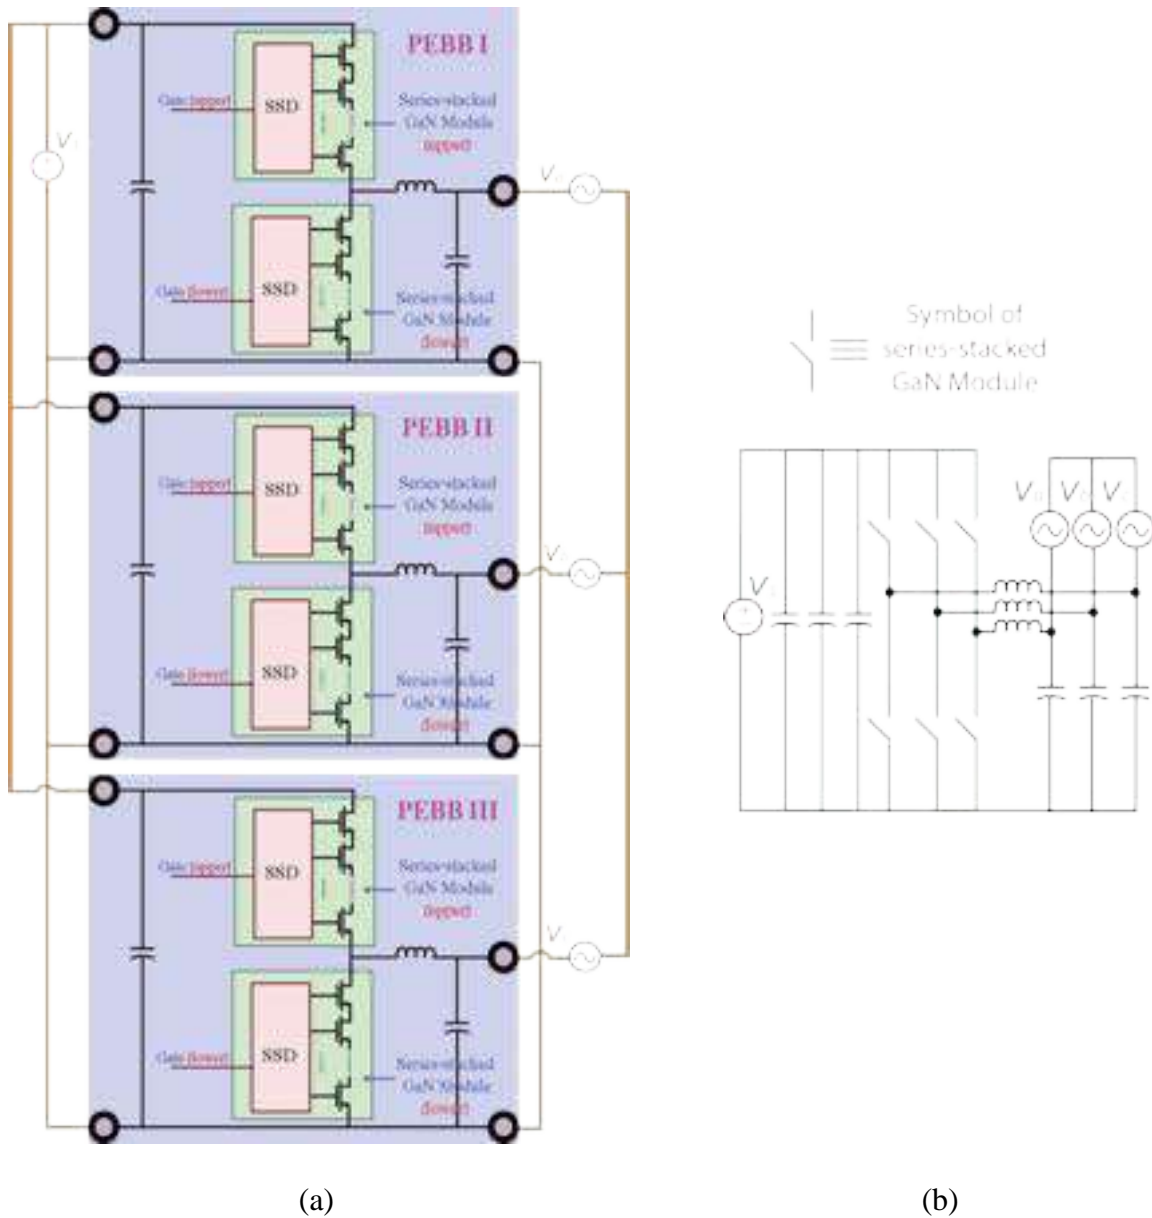 PEBB I
SSD
Gate (upper)
Series-stacked
GaN Module
(upper)
V
V
SSD
Gate (lower)
Series-stacked
GaN Module
(lower)
PEBB II
SSD
Gate (upper)
Series-stacked
GaN Module
(upper)
V
SSD
Gate (lower)
Series-stacked
GaN Module
(lower)
PEBB III
SSD
Gate (upper)
Series-stacked
GaN Module
(upper)
V
SSD
Gate (lower)
Series-stacked
GaN Module
(lower)
(a)
Symbol of
series-stacked
GaN Module
V V V
V
(b)